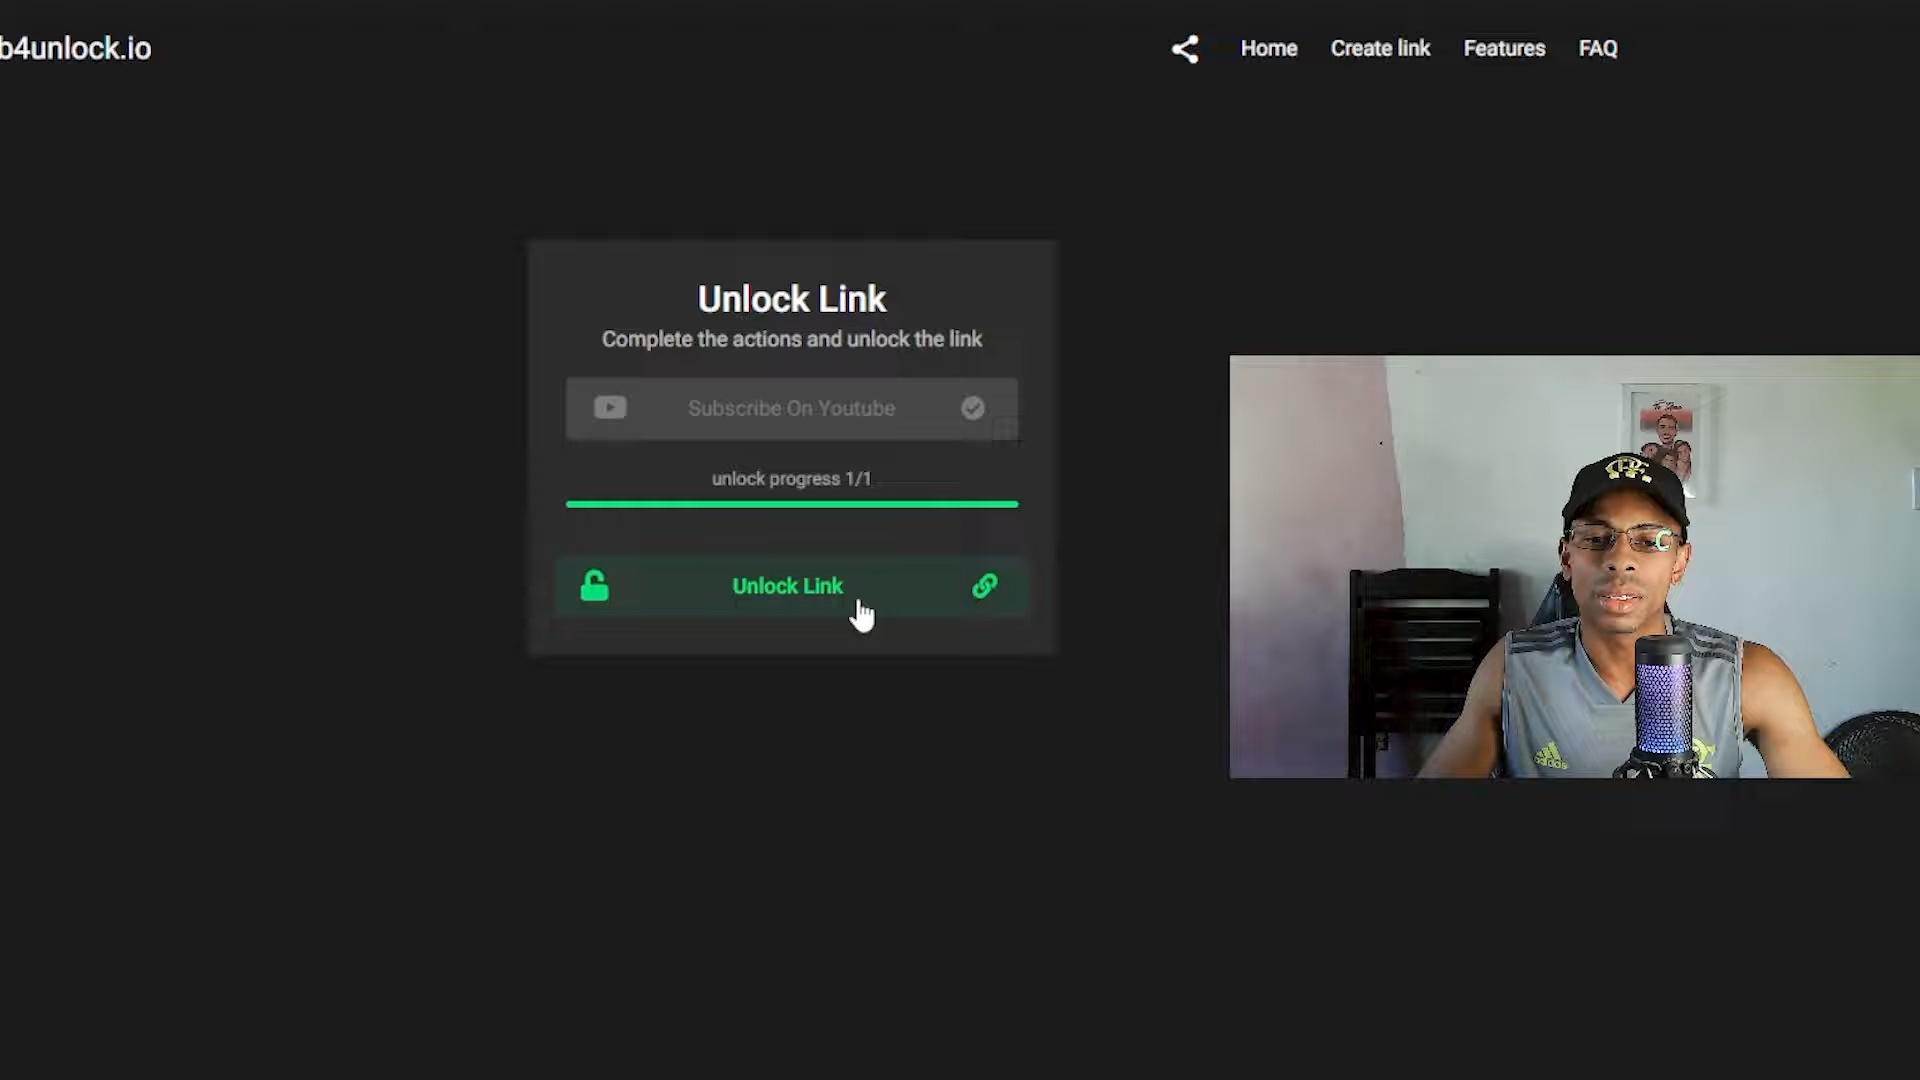 b4unlock.io
Home
Create link
Features
FAQ
Unlock Link
Complete the actions and unlock the link
Subscribe On Youtube
unlock progress 1/1
Unlock Link
adidas